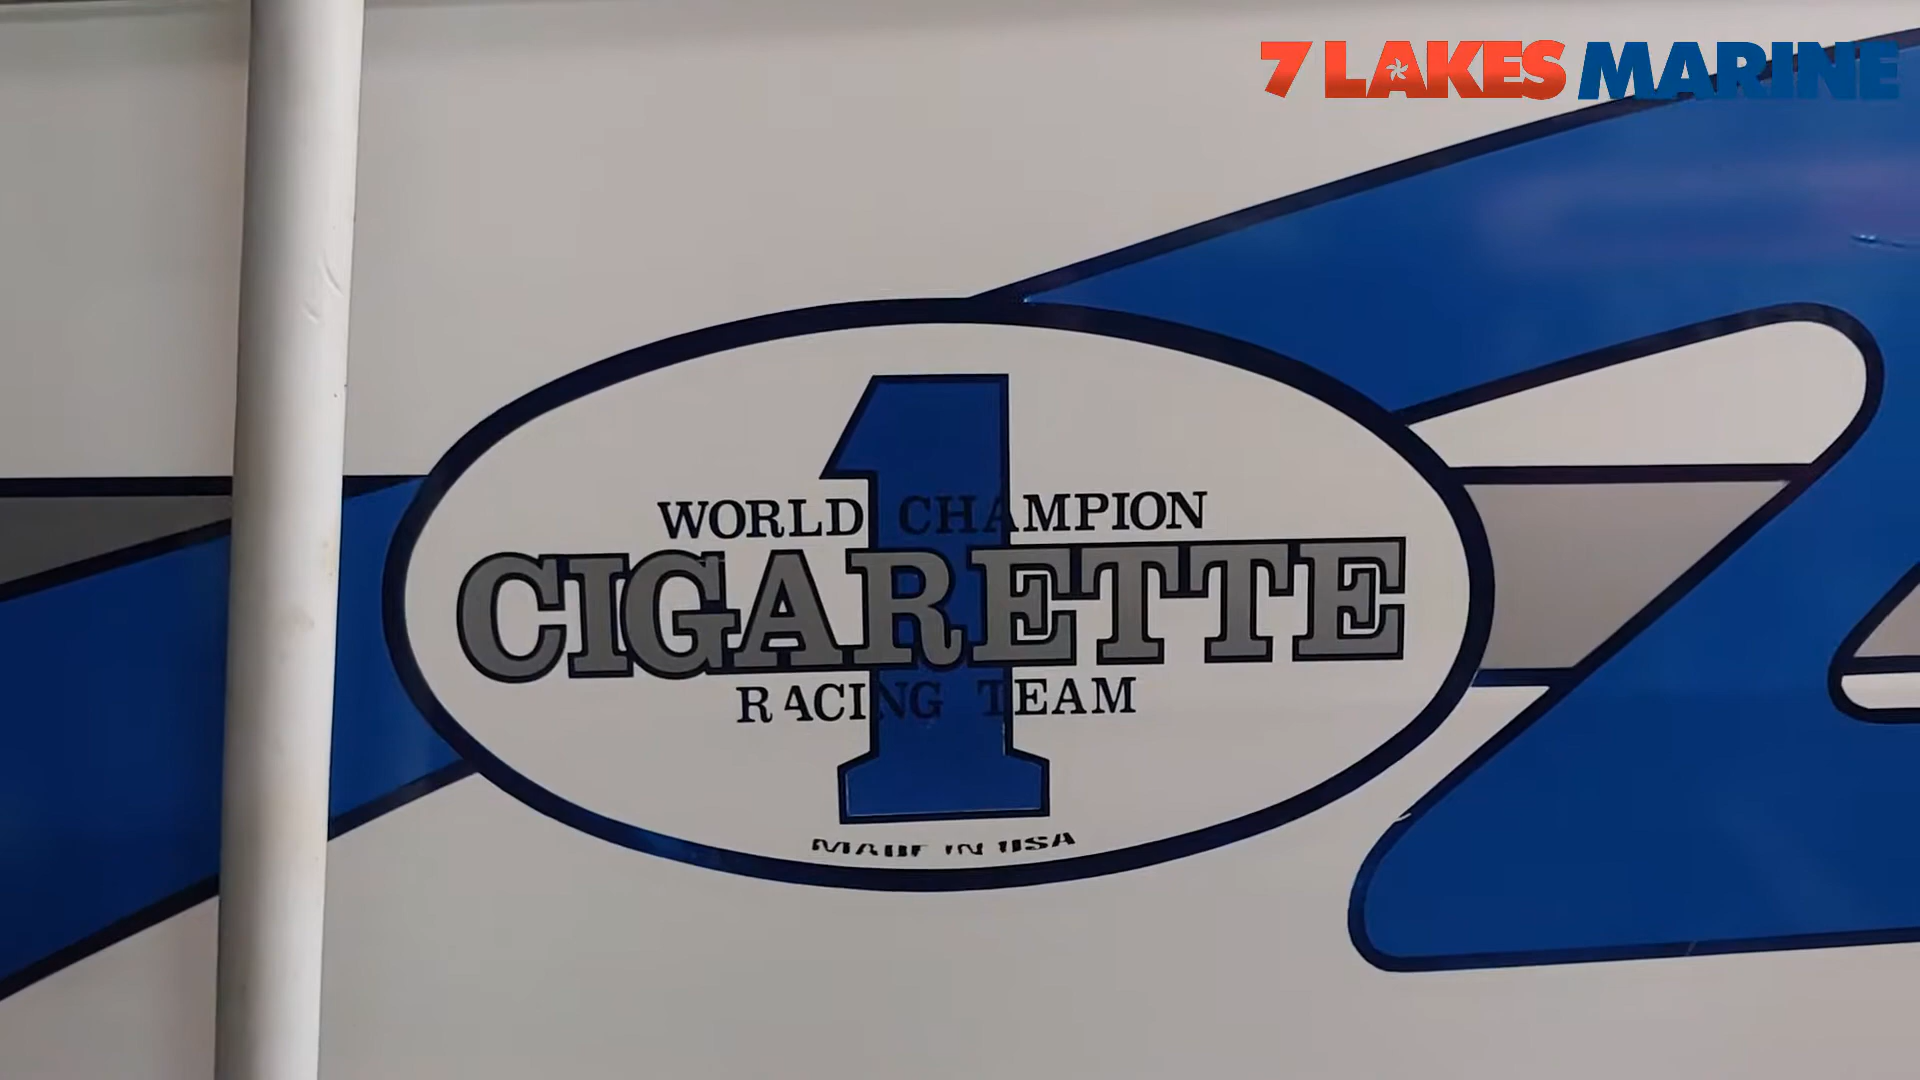 7 LAKES MARINE
1
WORLD CHAMPION
CIGARETTE
RACING TEAM
MADE IN USA